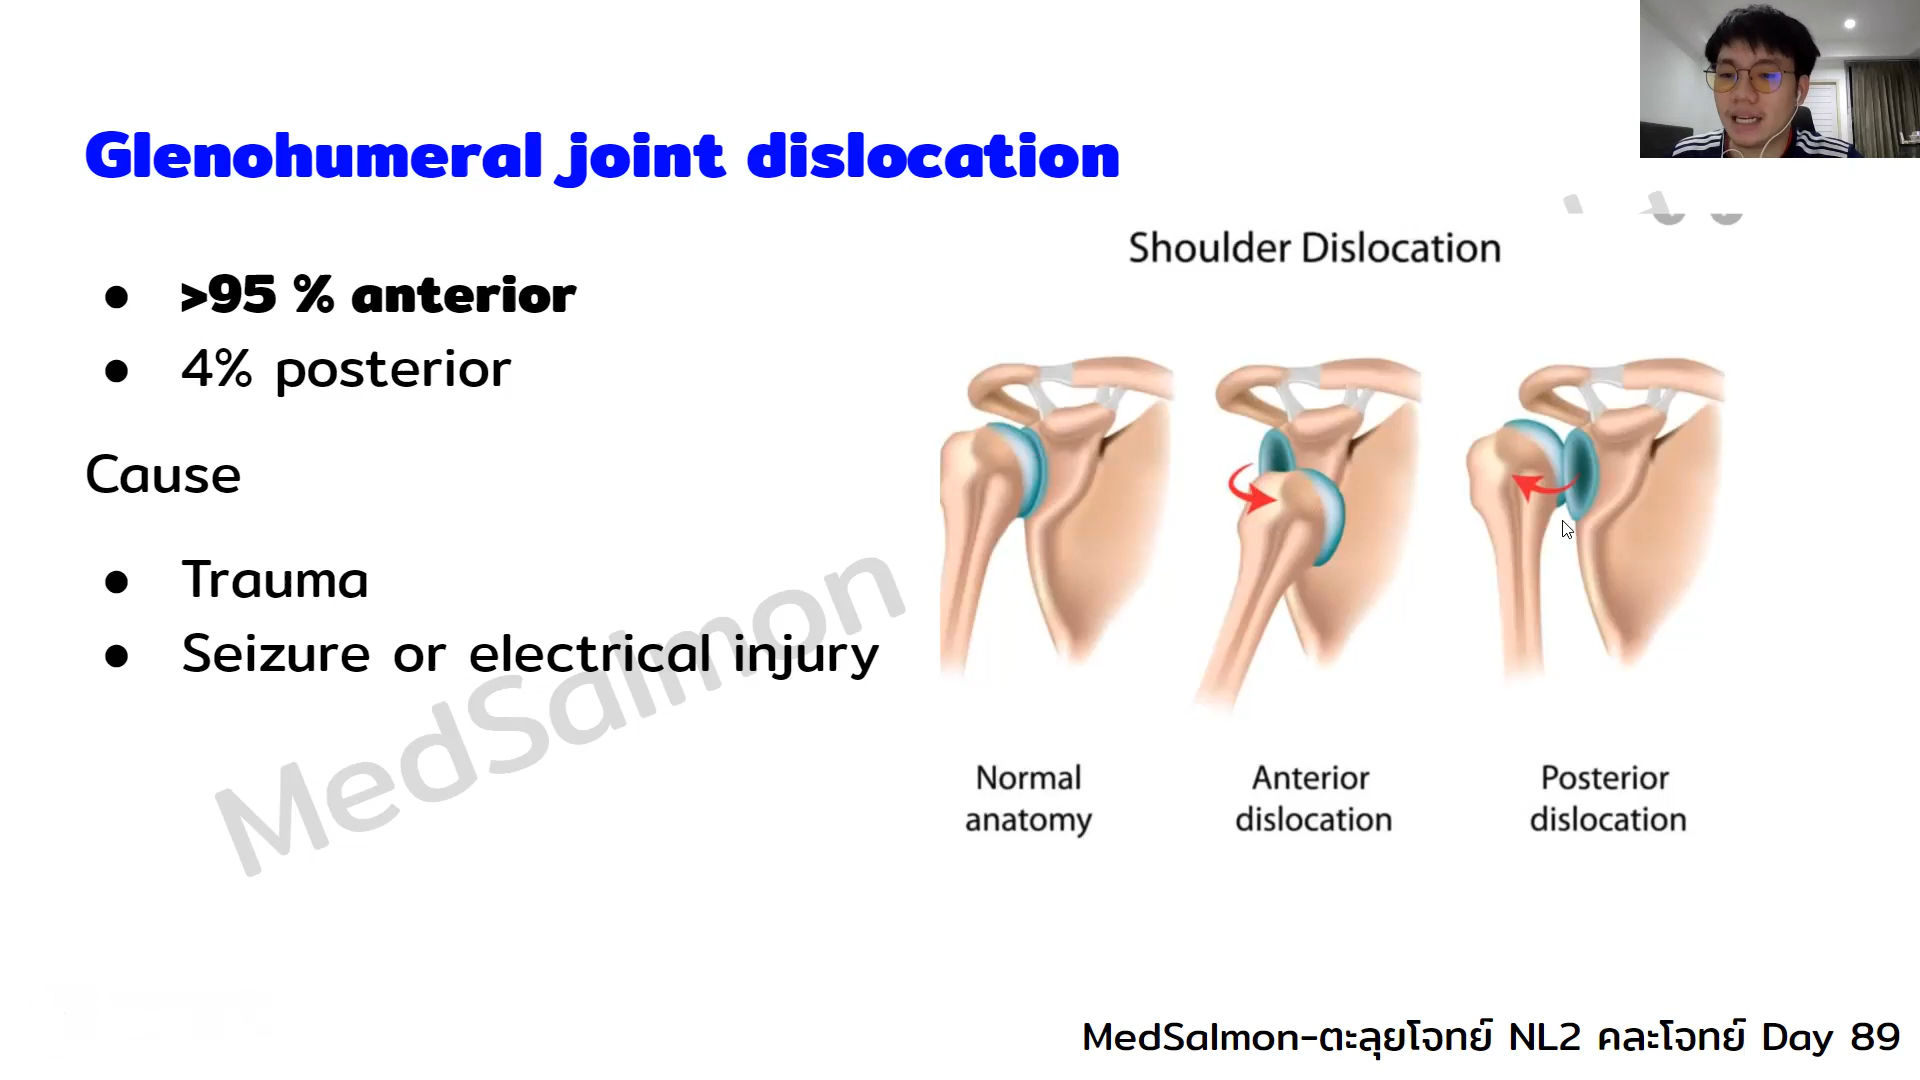 Glenohumeral joint dislocation
● >95 % anterior
● 4% posterior
Cause
● Trauma
● Seizure or electrical injury
MedSalmon
Shoulder Dislocation
Normal
anatomy
Anterior
dislocation
Posterior
dislocation
MedSalmon-ตะลุยโจทย์ NL2 คละโจทย์ Day 89